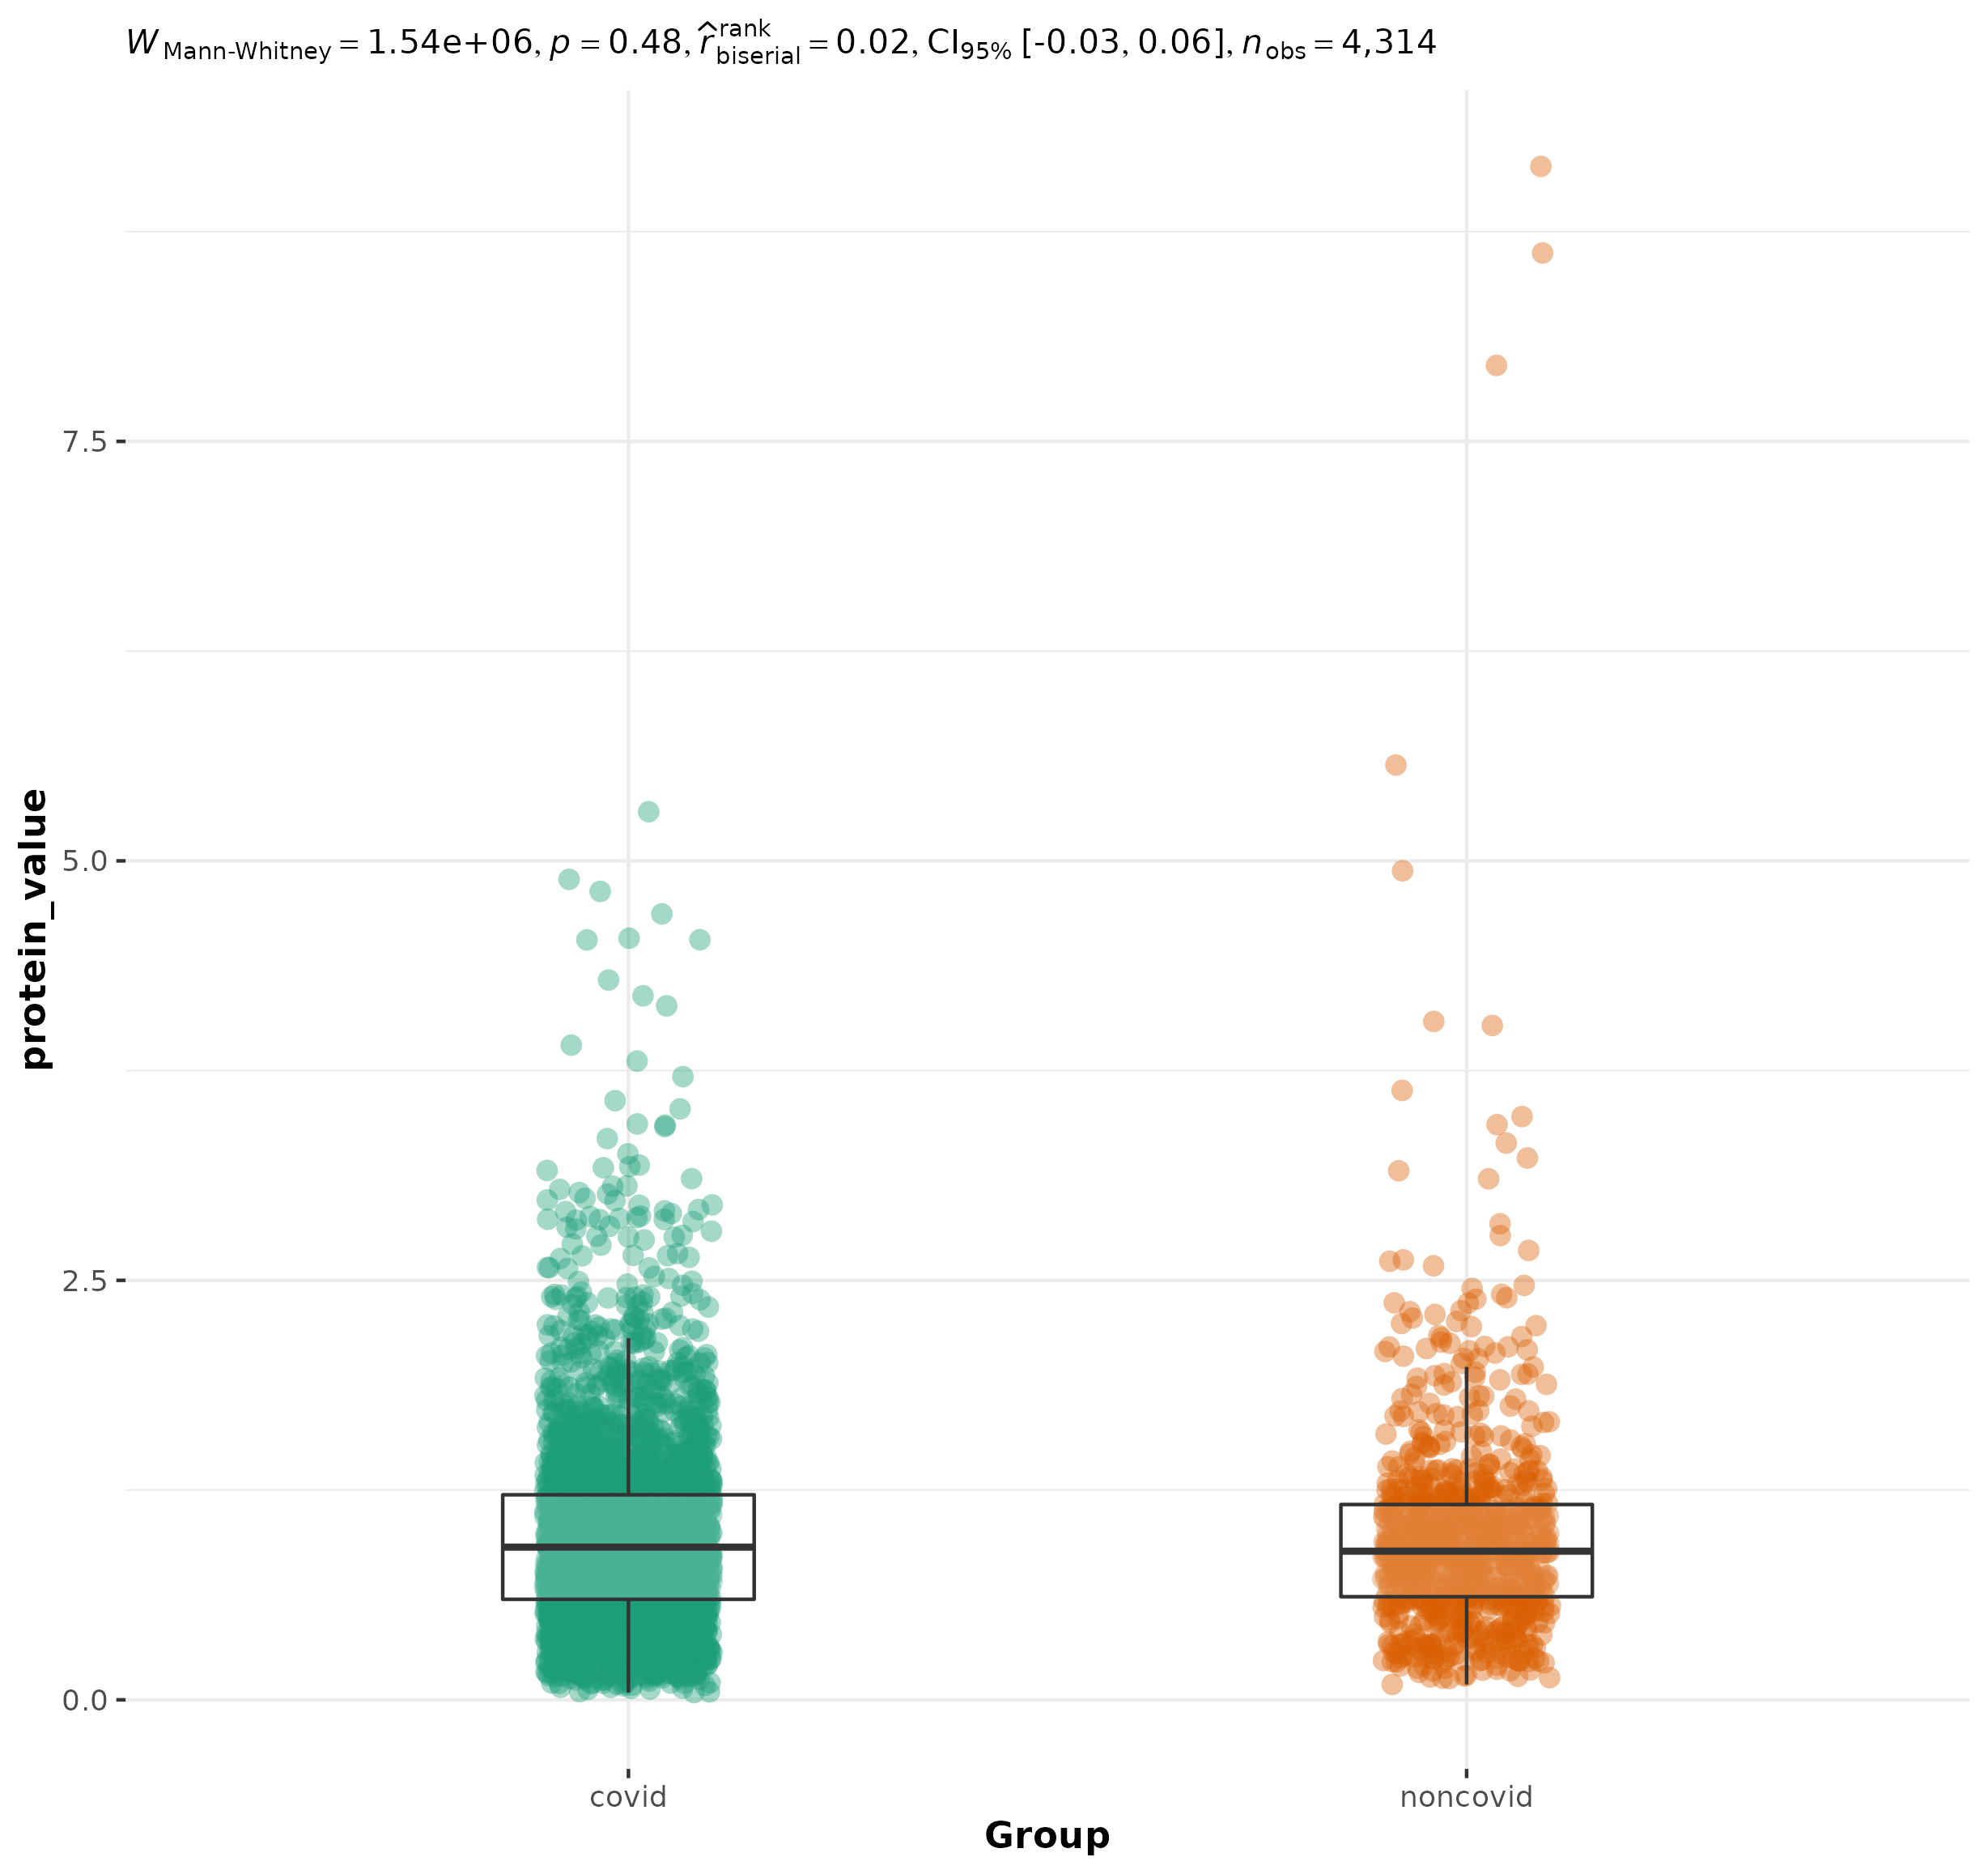 W Mann-Whitney = 1.54e+06, p = 0.48, r̂ rank biserial = 0.02, CI95% [-0.03, 0.06], nobs = 4,314
7.5
5.0
2.5
0.0
protein_value
covid noncovid
Group